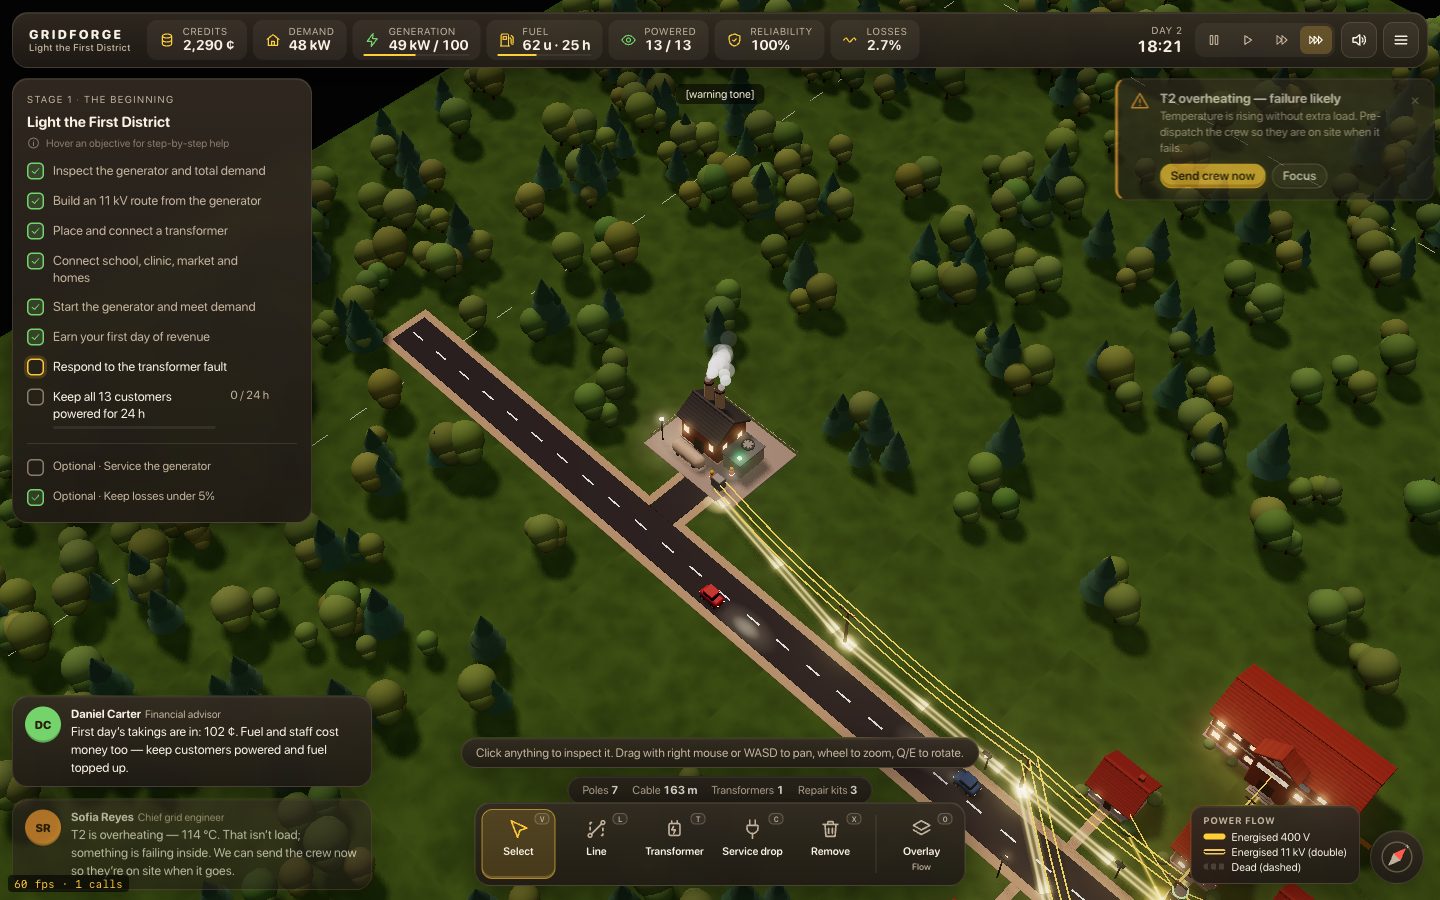 GRIDFORGE
Light the First District
CREDITS
2,290 ¢
DEMAND
48 kW
GENERATION
49 kW / 100
FUEL
62 u · 25 h
POWERED
13 / 13
RELIABILITY
100%
LOSSES
2.7%
DAY 2
18:21
STAGE 1 · THE BEGINNING
Light the First District
Hover an objective for step-by-step help
Inspect the generator and total demand
Build an 11 kV route from the generator
Place and connect a transformer
Connect school, clinic, market and
homes
Start the generator and meet demand
Earn your first day of revenue
Respond to the transformer fault
Keep all 13 customers
powered for 24 h
0 / 24 h
Optional · Service the generator
Optional · Keep losses under 5%
[warning tone]
T2 overheating — failure likely
Temperature is rising without extra load. Pre-
dispatch the crew so they are on site when it
fails.
Send crew now
Focus
DC
Daniel Carter Financial advisor
First day's takings are in: 102 ¢. Fuel and staff cost
money too — keep customers powered and fuel
topped up.
SR
Sofia Reyes Chief grid engineer
T2 is overheating — 114 °C. That isn't load;
something is failing inside. We can send the crew now
so they're on site when it goes.
60 fps · 1 calls
Click anything to inspect it. Drag with right mouse or WASD to pan, wheel to zoom, Q/E to rotate.
Poles 7 Cable 163 m Transformers 1 Repair kits 3
V
Select
L
Line
T
Transformer
C
Service drop
X
Remove
O
Overlay
Flow
POWER FLOW
Energised 400 V
Energised 11 kV (double)
Dead (dashed)